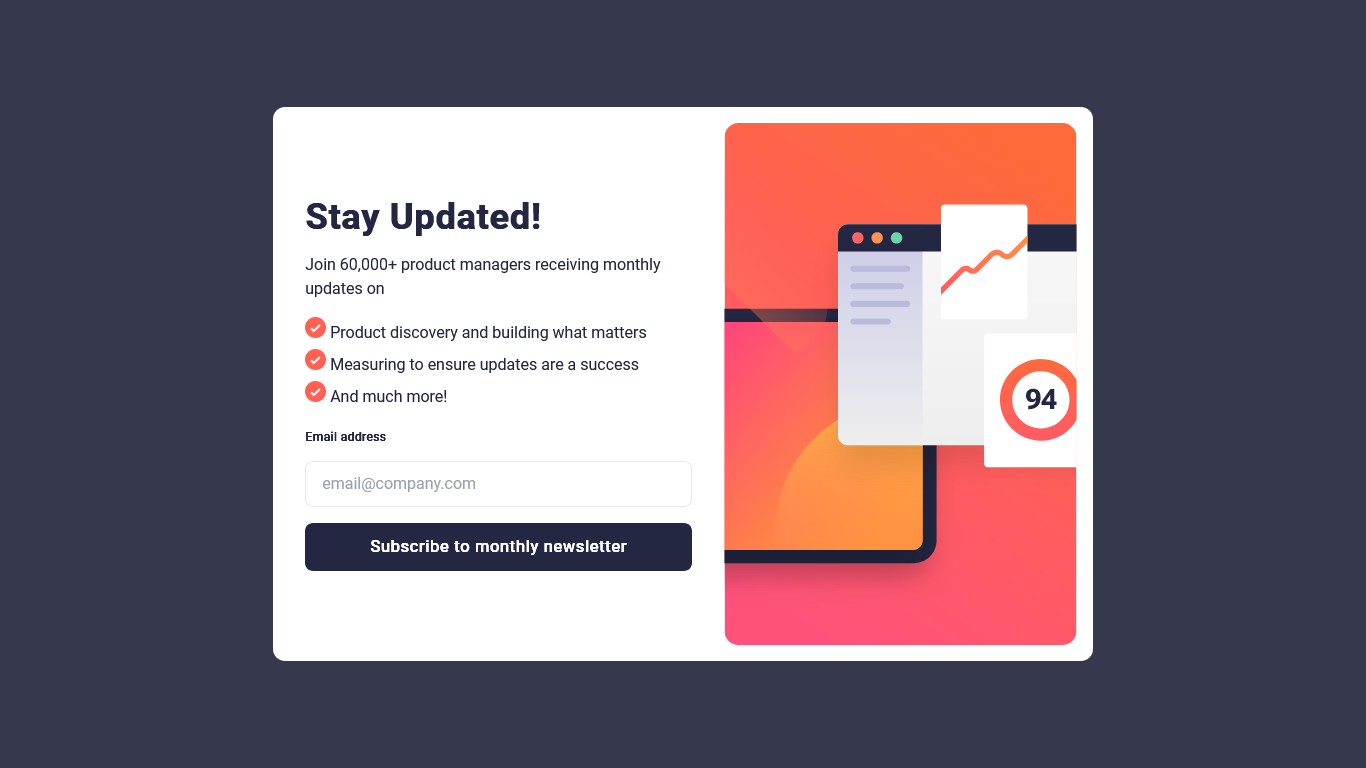 Stay Updated!
Join 60,000+ product managers receiving monthly
updates on
Product discovery and building what matters
Measuring to ensure updates are a success
And much more!
Email address
email@company.com
Subscribe to monthly newsletter
94